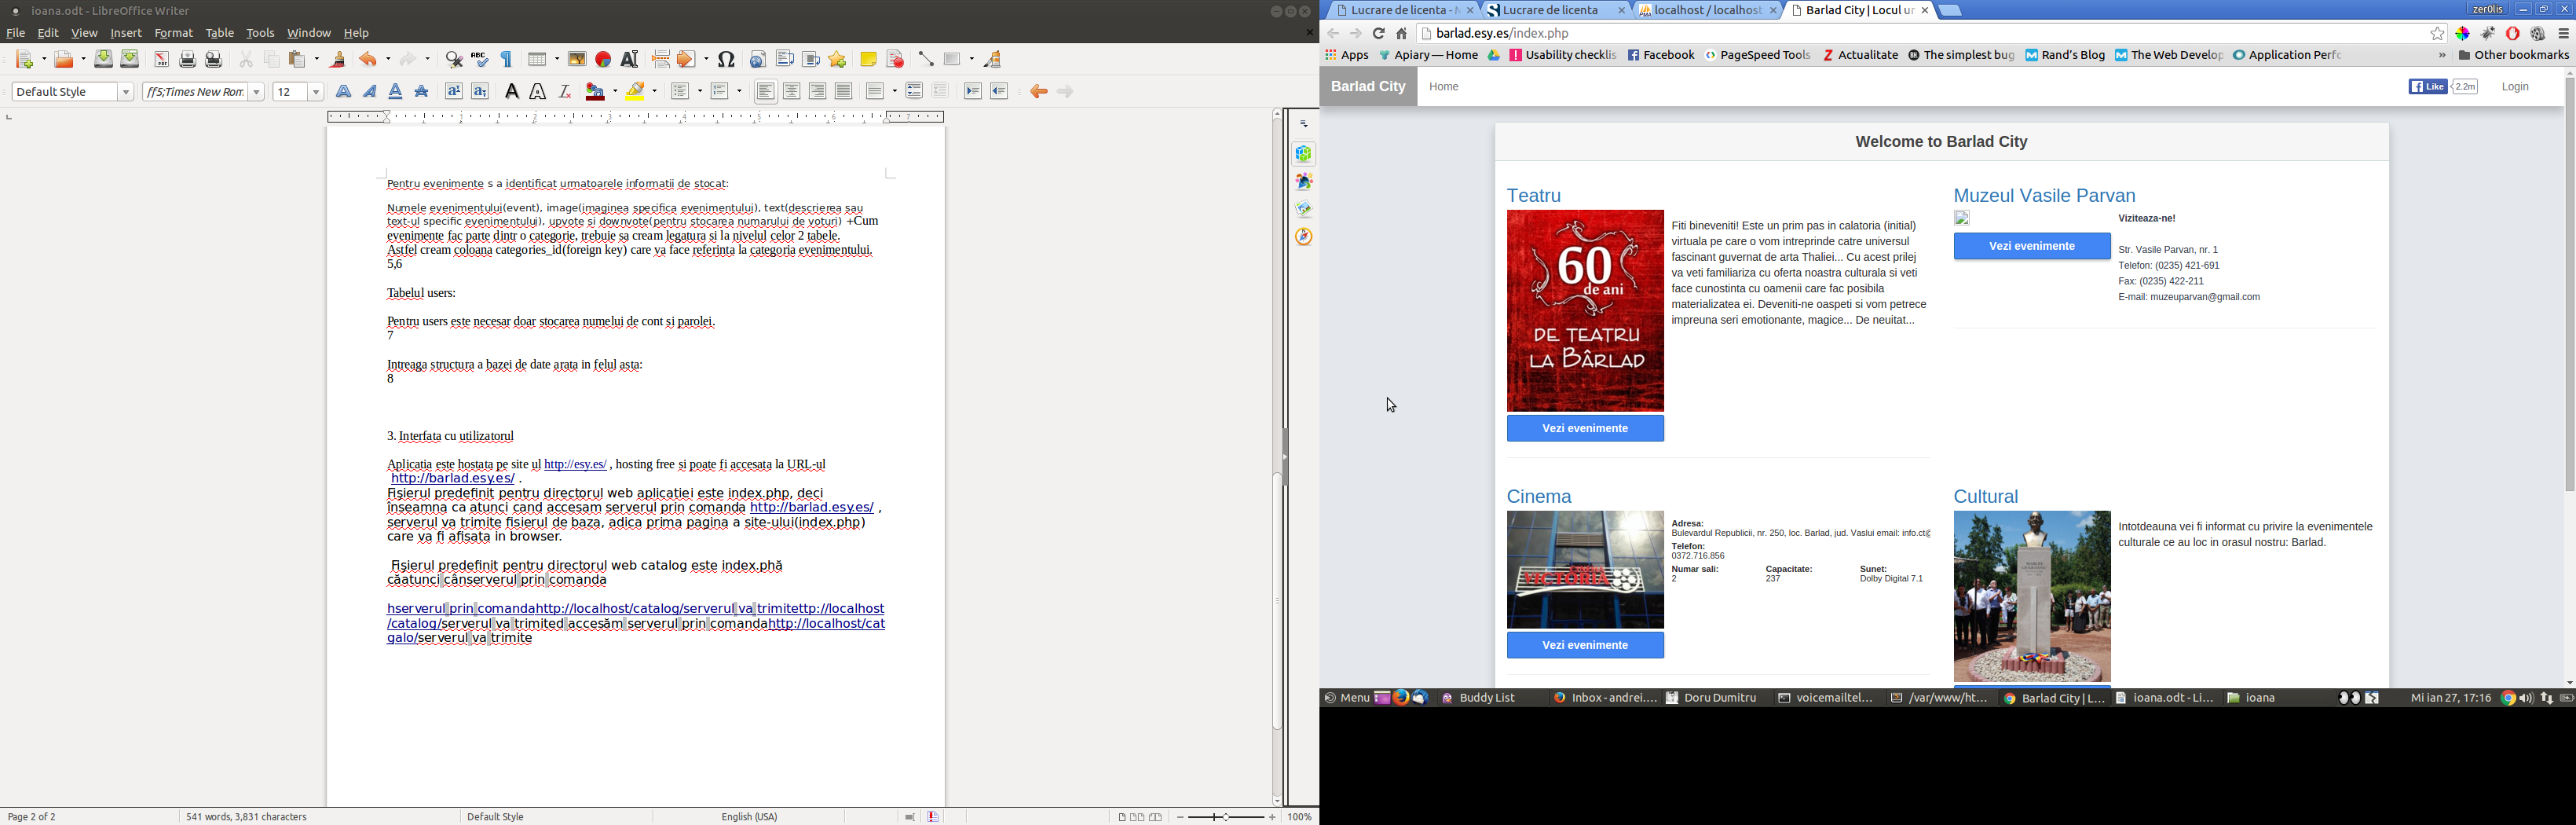 ioana.odt - LibreOffice Writer
File Edit View Insert Format Table Tools Window Help
Default Style
ff5;Times New Rom
12
Pentru evenimente s a identificat urmatoarele informatii de stocat:
Numele evenimentului(event), image(imaginea specifica evenimentului), text(descrierea sau
text-ul specific evenimentului), upvote si downvote(pentru stocarea numarului de voturi) +Cum
evenimente fac parte dintr o categorie, trebuie sa cream legatura si la nivelul celor 2 tabele.
Astfel cream coloana categories_id(foreign key) care va face referinta la categoria evenimentului.
5,6
Tabelul users:
Pentru users este necesar doar stocarea numelui de cont si parolei.
7
Intreaga structura a bazei de date arata in felul asta:
8
3. Interfata cu utilizatorul
Aplicatia este hostata pe site ul http://esy.es/ , hosting free si poate fi accesata la URL-ul
http://barlad.esy.es/ .
Fişierul predefinit pentru directorul web aplicatiei este index.php, deci
înseamna ca atunci cand accesam serverul prin comanda http://barlad.esy.es/ ,
serverul va trimite fisierul de baza, adica prima pagina a site-ului(index.php)
care va fi afisata in browser.
Fişierul predefinit pentru directorul web catalog este index.phă
căatunci cânserverul prin comanda
hserverul prin comandahttp://localhost/catalog/serverul va trimitettp://localhost
/catalog/serverul va trimited accesăm serverul prin comandahttp://localhost/cat
galo/serverul va trimite
Page 2 of 2
541 words, 3,831 characters
Default Style
English (USA)
100%
Lucrare de licenta -
Lucrare de licenta
localhost / localhost
Barlad City | Locul ur
zer0lis
barlad.esy.es/index.php
Apps
Apiary — Home
Usability checklis
Facebook
PageSpeed Tools
Actualitate
The simplest bug
Rand's Blog
The Web Develop
Application Perfo
Other bookmarks
Barlad City
Home
Like
2.2m
Login
Welcome to Barlad City
Teatru
60
de ani
DE TEATRU
LA BÂRLAD
Fiti bineveniti! Este un prim pas in calatoria (initial)
virtuala pe care o vom intreprinde catre universul
fascinant guvernat de arta Thaliei... Cu acest prilej
va veti familiariza cu oferta noastra culturala si veti
face cunostinta cu oamenii care fac posibila
materializatea ei. Deveniti-ne oaspeti si vom petrece
impreuna seri emotionante, magice... De neuitat...
Vezi evenimente
Muzeul Vasile Parvan
Vezi evenimente
Viziteaza-ne!
Str. Vasile Parvan, nr. 1
Telefon: (0235) 421-691
Fax: (0235) 422-211
E-mail: muzeuparvan@gmail.com
Cinema
VICTORIA
Adresa:
Bulevardul Republicii, nr. 250, loc. Barlad, jud. Vaslui email: info.ct@
Telefon:
0372.716.856
Numar sali: Capacitate: Sunet:
2 237 Dolby Digital 7.1
Vezi evenimente
Cultural
Intotdeauna vei fi informat cu privire la evenimentele
culturale ce au loc in orasul nostru: Barlad.
Menu
Buddy List
Inbox - andrei....
Doru Dumitru
voicemailtel...
/var/www/ht...
Barlad City | L...
ioana.odt - Li...
ioana
Mi ian 27, 17:16